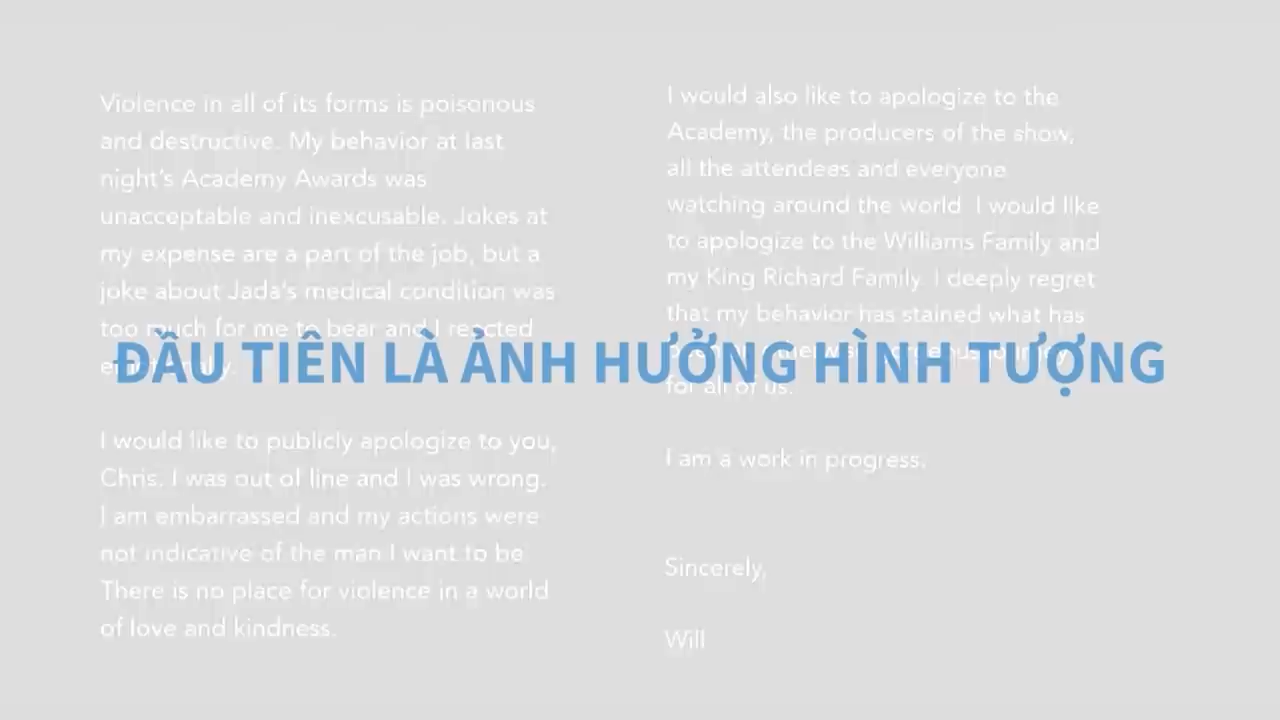 Violence in all of its forms is poisonous
and destructive. My behavior at last
night's Academy Awards was
unacceptable and inexcusable. Jokes at
my expense are a part of the job, but a
joke about Jada's medical condition was
too much for me to bear and I reacted
I would like to publicly apologize to you,
Chris. I was out of line and I was wrong.
I am embarrassed and my actions were
not indicative of the man I want to be
There is no place for violence in a world
of love and kindness.
I would also like to apologize to the
Academy, the producers of the show,
all the attendees and everyone
watching around the world. I would like
to apologize to the Williams Family and
my King Richard Family. I deeply regret
that my behavior has stained what has
for all of us.
I am a work in progress.
Sincerely,
Will
ĐẦU TIÊN LÀ ẢNH HƯỞNG HÌNH TƯỢNG